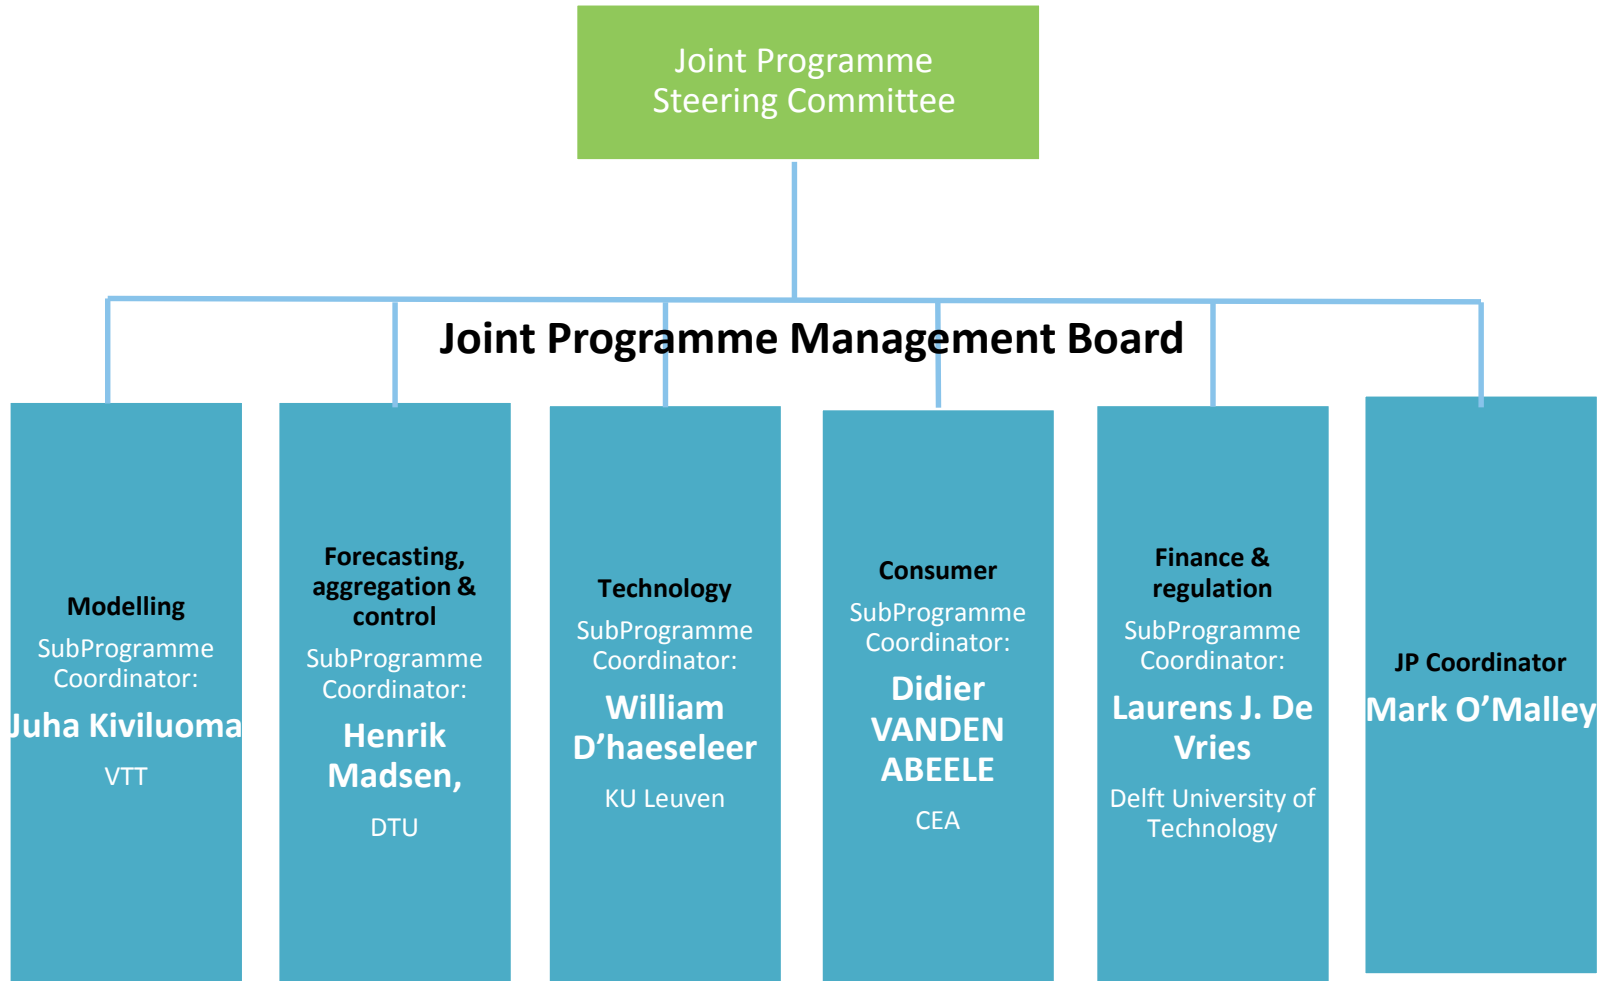 Joint Programme
Steering Committee
Joint Programme Management Board
Modelling
SubProgramme
Coordinator:
Juha Kiviluoma
VTT
Forecasting,
aggregation &
control
SubProgramme
Coordinator:
Henrik
Madsen,
DTU
Technology
SubProgramme
Coordinator:
William
D’haeseleer
KU Leuven
Consumer
SubProgramme
Coordinator:
Didier
VANDEN
ABEELE
CEA
Finance &
regulation
SubProgramme
Coordinator:
Laurens J. De
Vries
Delft University of
Technology
JP Coordinator
Mark O’Malley